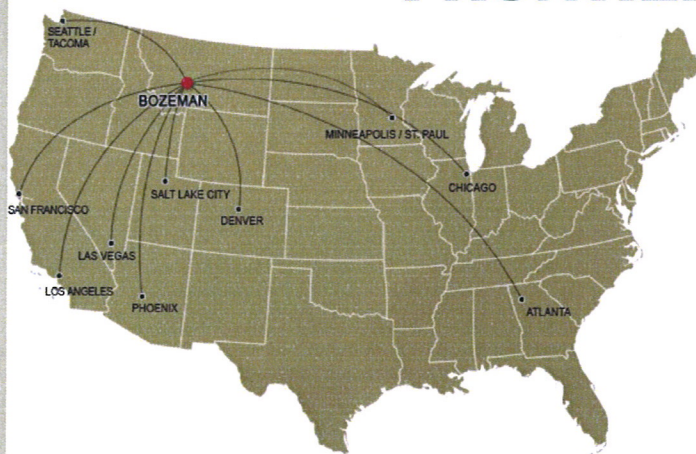 SEATTLE /
TACOMA
BOZEMAN
MINNEAPOLIS / ST. PAUL
CHICAGO
SALT LAKE CITY
SAN FRANCISCO
DENVER
LAS VEGAS
LOS ANGELES
PHOENIX
ATLANTA